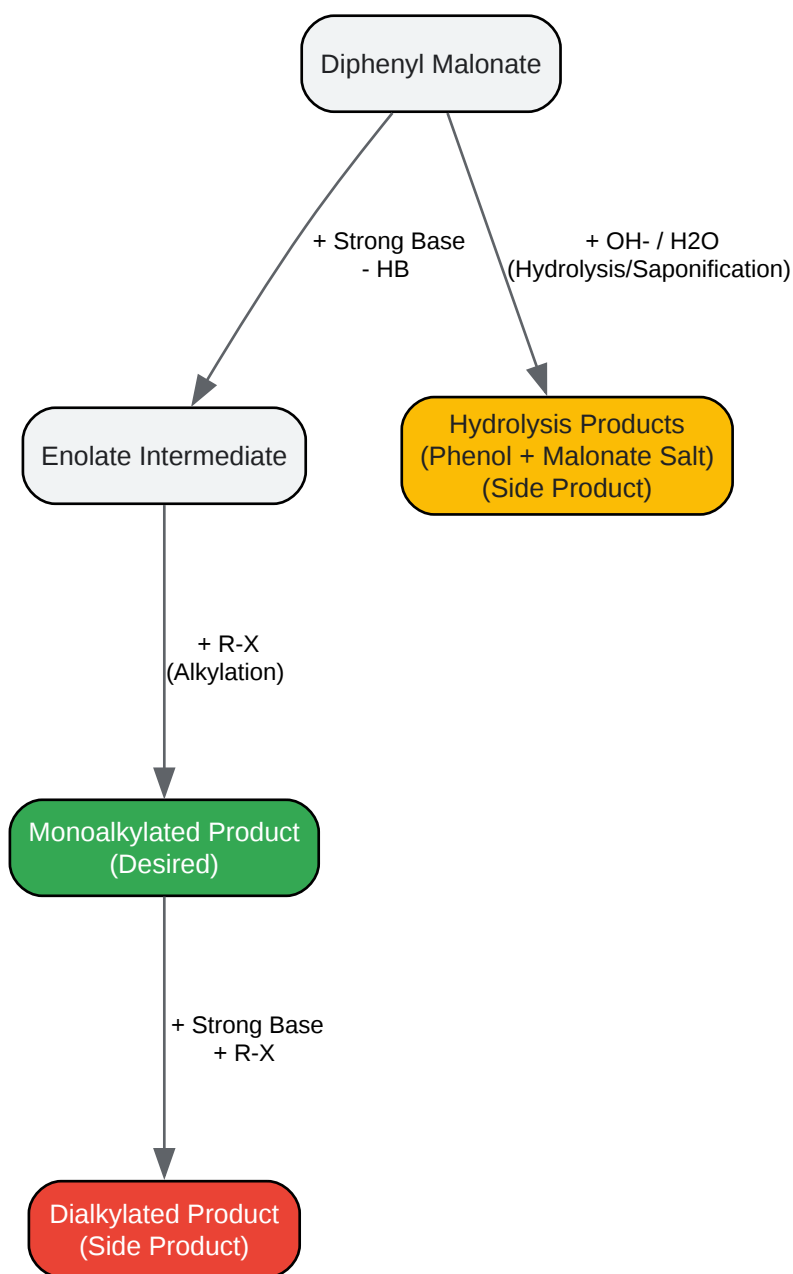 Diphenyl Malonate
+ Strong Base
- HB
+ OH- / H2O
(Hydrolysis/Saponification)
Enolate Intermediate
Hydrolysis Products
(Phenol + Malonate Salt)
(Side Product)
+ R-X
(Alkylation)
Monoalkylated Product
(Desired)
+ Strong Base
+ R-X
Dialkylated Product
(Side Product)